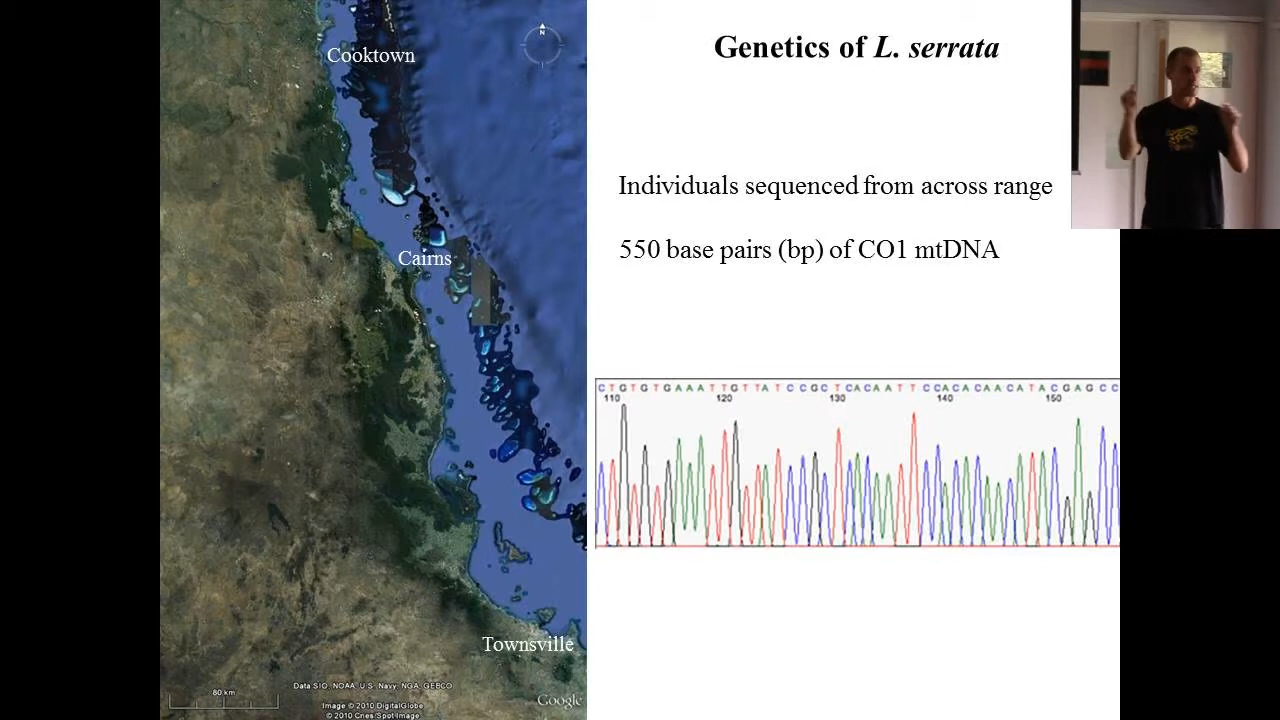 Cooktown
N
Genetics of L. serrata
Individuals sequenced from across range
550 base pairs (bp) of CO1 mtDNA
Cairns
CTGTGTGAAATTGTTATCCGCTCACAATTCCACACAACATACGAGCC
110 120 130 140 150
Townsville
80 km
Data SIO, NOAA, U.S. Navy, NGA, GEBCO
Image © 2010 DigitalGlobe
© 2010 Cnes/Spot Image
Google